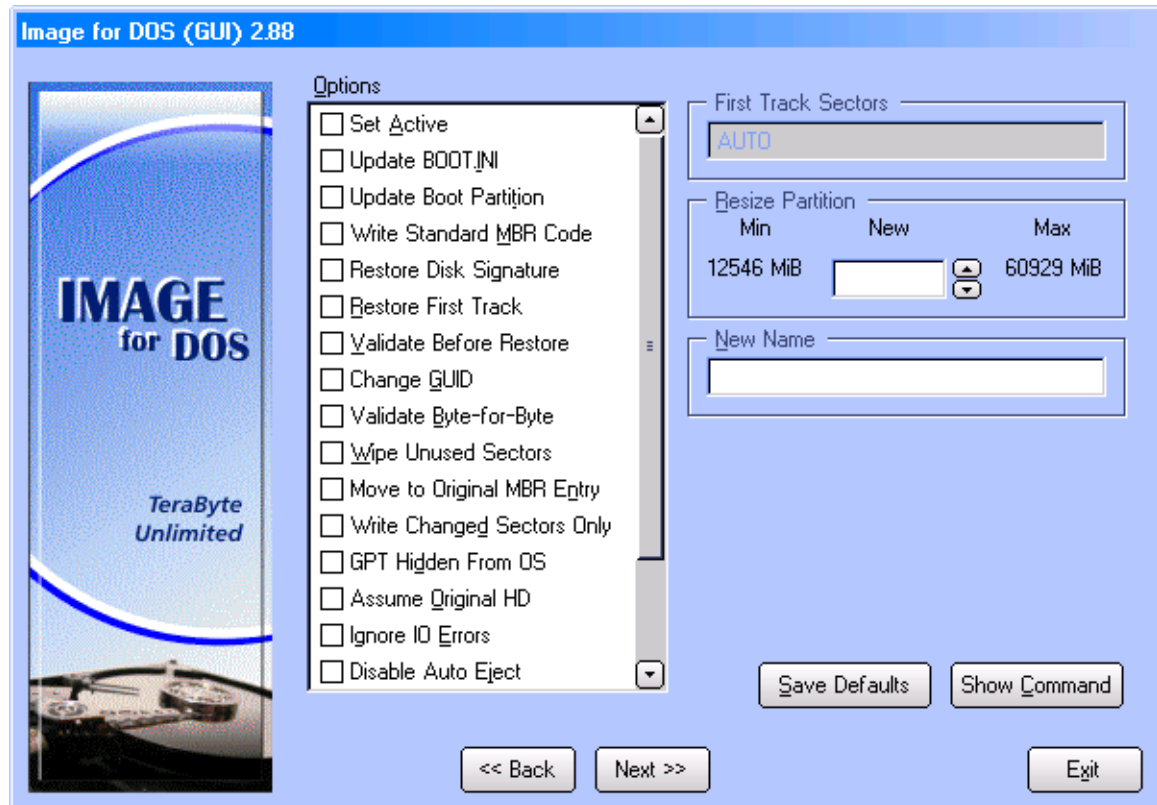 Image for DOS (GUI) 2.88
IMAGE
for DOS
TeraByte
Unlimited
Options
Set Active
Update BOOT.INI
Update Boot Partition
Write Standard MBR Code
Restore Disk Signature
Restore First Track
Validate Before Restore
Change GUID
Validate Byte-for-Byte
Wipe Unused Sectors
Move to Original MBR Entry
Write Changed Sectors Only
GPT Hidden From OS
Assume Original HD
Ignore IO Errors
Disable Auto Eject
First Track Sectors
AUTO
Resize Partition
Min New Max
12546 MiB 60929 MiB
New Name
Save Defaults Show Command
<< Back Next >> Exit